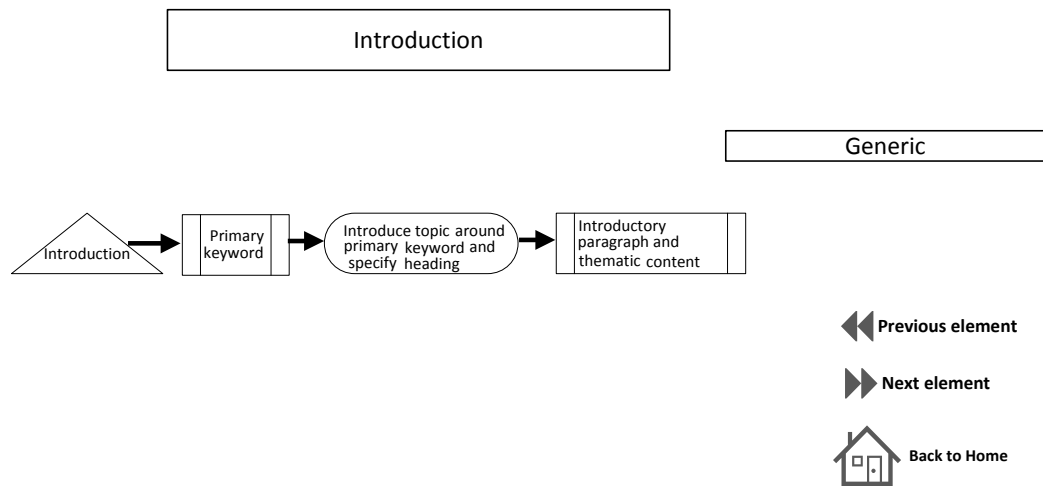 Introduction
Generic
Introduction
Primary
keyword
Introduce topic around
primary keyword and
specify heading
Introductory
paragraph and
thematic content
Previous element
Next element
Back to Home